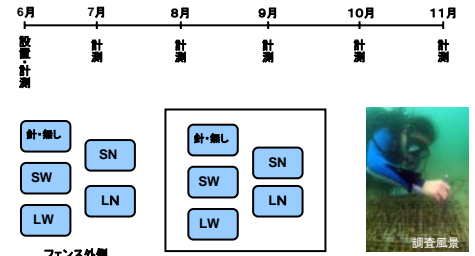 6月 7月 8月 9月 10月 11月
設置・計測 計測 計測 計測 計測 計測
針・無し
SN
SW
LN
LW
フェンス外側
針・無し
SN
SW
LN
LW
調査風景